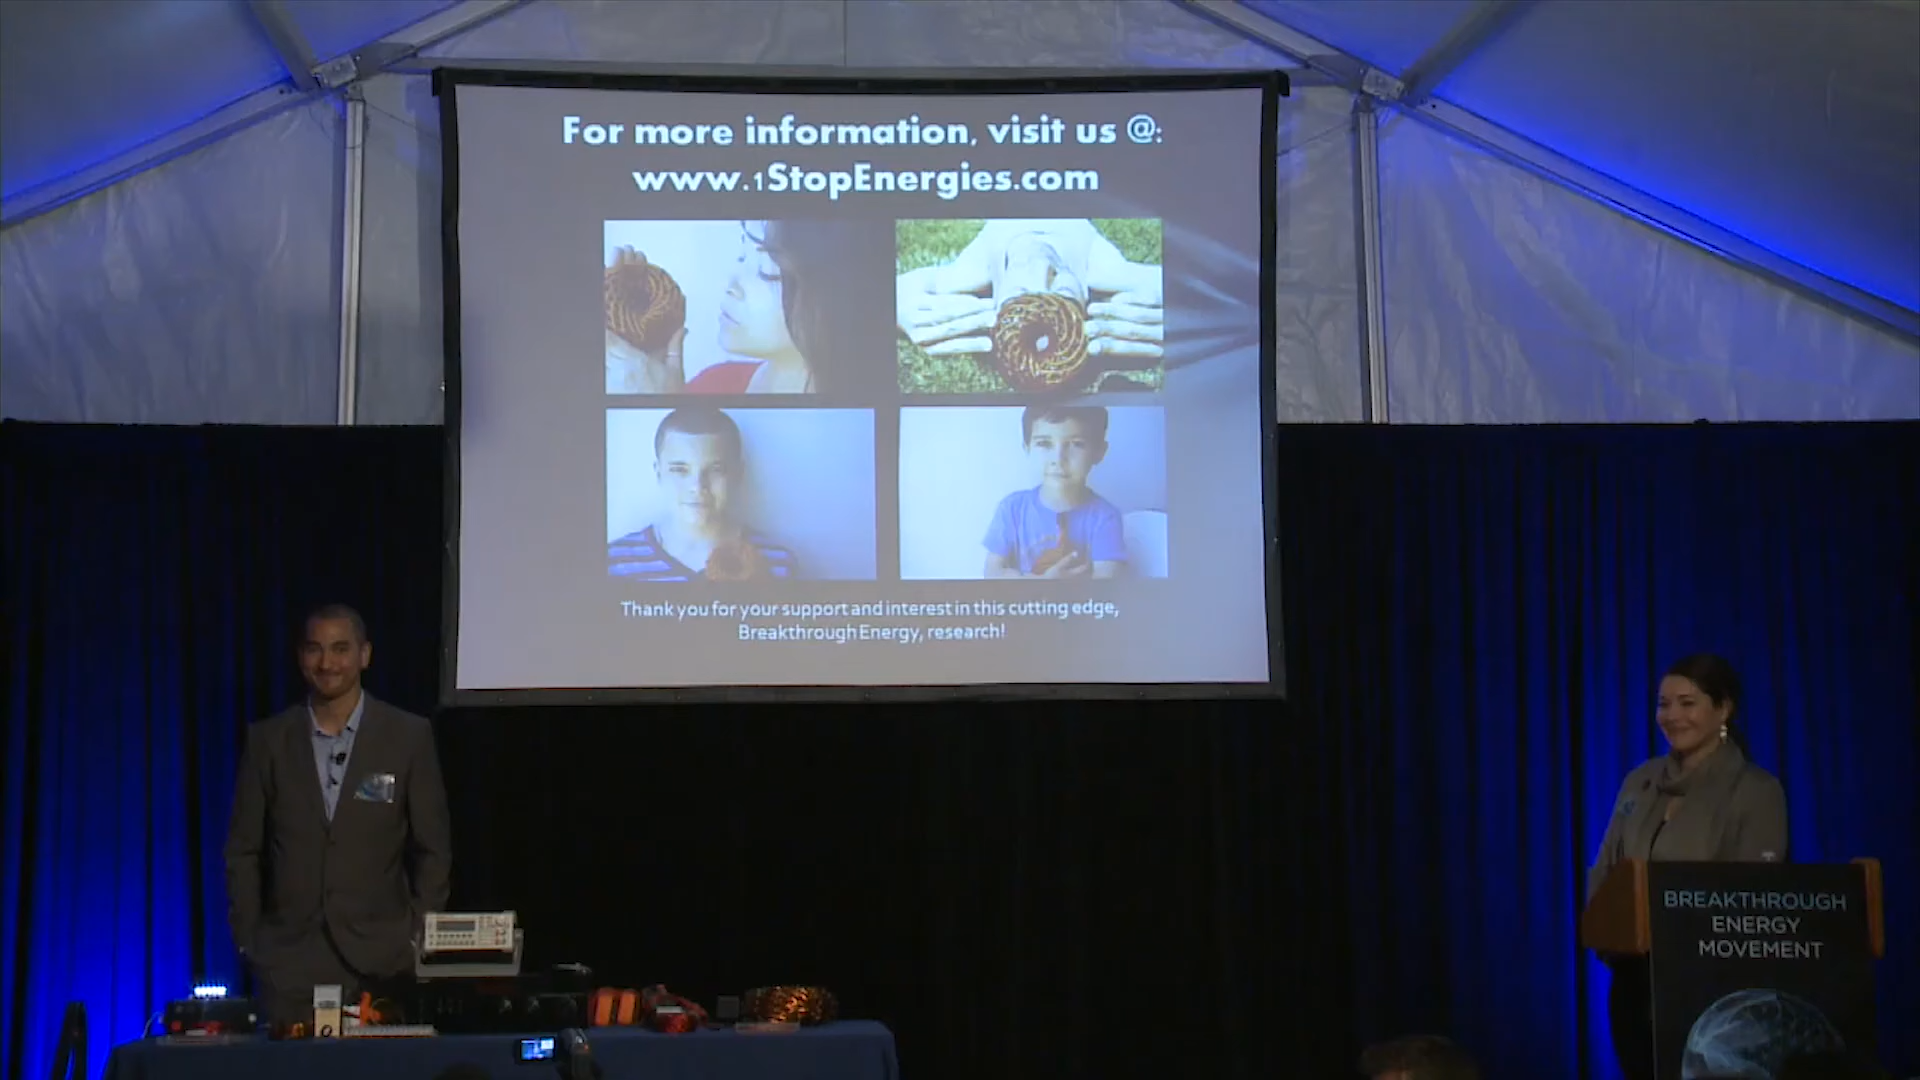 For more information, visit us @:
www.1StopEnergies.com
Thank you for your support and interest in this cutting edge,
Breakthrough Energy, research!
BREAKTHROUGH
ENERGY
MOVEMENT